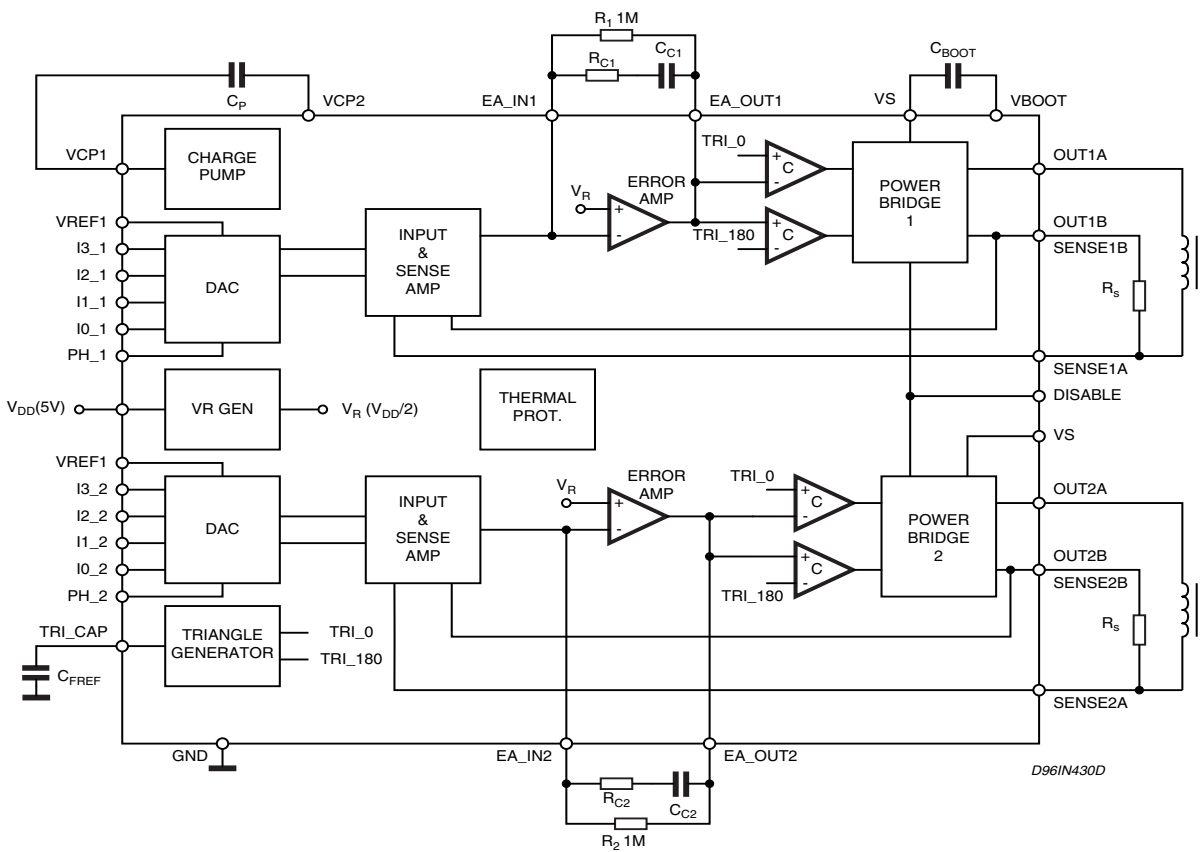 R1 1M
RC1
CC1
CBOOT
CP
VCP2
EA_IN1
EA_OUT1
VS
VBOOT
VCP1
CHARGE
PUMP
TRI_0
+
-
C
OUT1A
VR
ERROR
AMP
+
-
POWER
BRIDGE
1
VREF1
I3_1
I2_1
I1_1
I0_1
PH_1
DAC
INPUT
&
SENSE
AMP
TRI_180
+
-
C
OUT1B
SENSE1B
Rs
SENSE1A
VDD(5V)
VR GEN
VR (VDD/2)
THERMAL
PROT.
DISABLE
VS
VREF1
I3_2
I2_2
I1_2
I0_2
PH_2
DAC
INPUT
&
SENSE
AMP
VR
ERROR
AMP
+
-
TRI_0
+
-
C
TRI_180
+
-
C
POWER
BRIDGE
2
OUT2A
OUT2B
SENSE2B
Rs
SENSE2A
TRI_CAP
CFREF
TRIANGLE
GENERATOR
TRI_0
TRI_180
GND
EA_IN2
EA_OUT2
RC2
CC2
R2 1M
D96IN430D